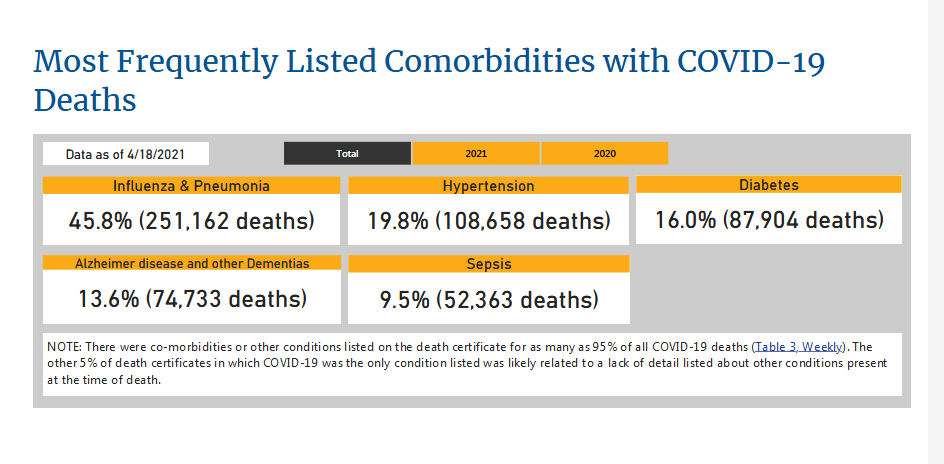 Most Frequently Listed Comorbidities with COVID-19
Deaths
Data as of 4/18/2021
Total
2021
2020
Influenza & Pneumonia
Hypertension
Diabetes
45.8% (251,162 deaths)
19.8% (108,658 deaths)
16.0% (87,904 deaths)
Alzheimer disease and other Dementias
Sepsis
13.6% (74,733 deaths)
9.5% (52,363 deaths)
NOTE: There were co-morbidities or other conditions listed on the death certificate for as many as 95% of all COVID-19 deaths (Table 3, Weekly). The
other 5% of death certificates in which COVID-19 was the only condition listed was likely related to a lack of detail listed about other conditions present
at the time of death.